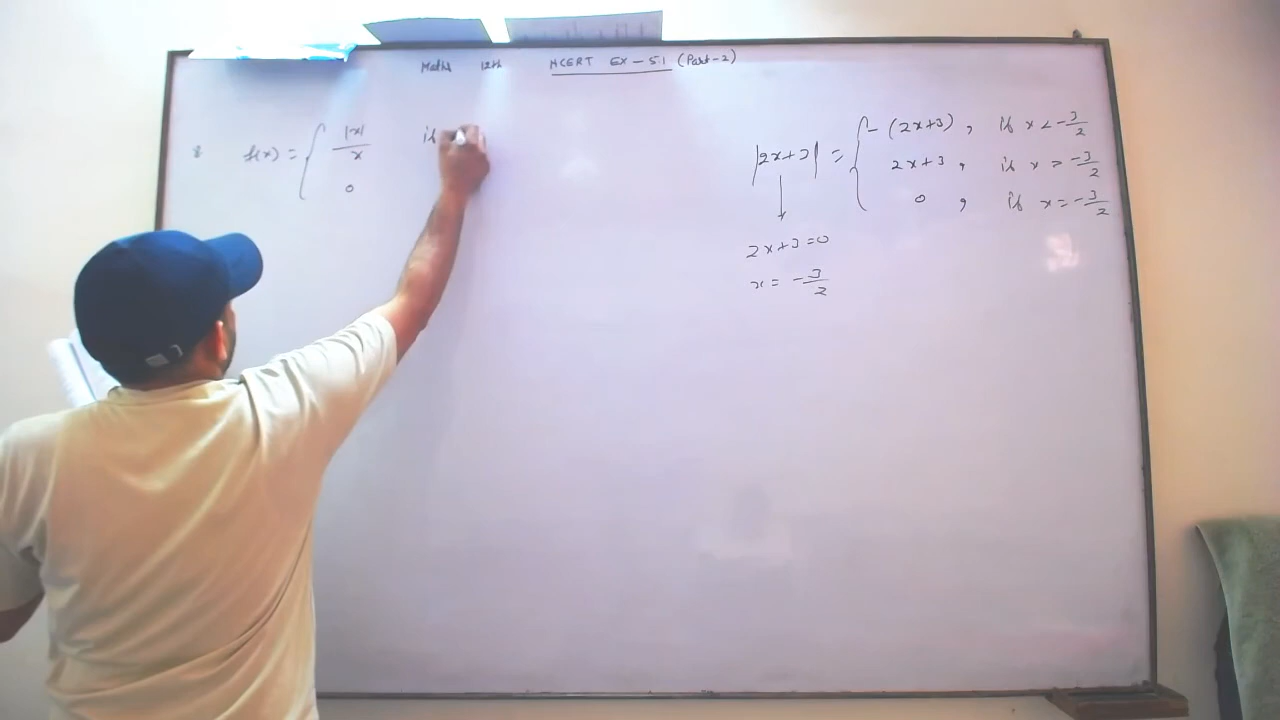 Maths 12th NCERT EX - 5.1 (Part-2)
8 f(x) = { |x| / x if
0
|2x+3| = { -(2x+3) , if x < -3/2
2x+3 , if x > -3/2
0 , if x = -3/2
2x+3 = 0
x = -3/2